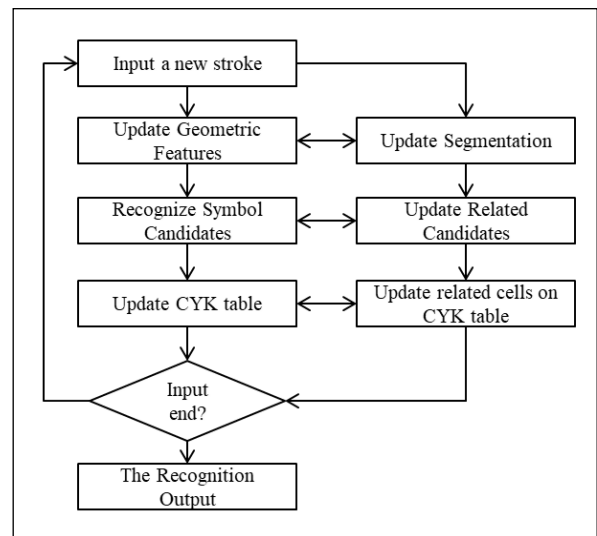 Input a new stroke
Update Geometric
Features
Update Segmentation
Recognize Symbol
Candidates
Update Related
Candidates
Update CYK table
Update related cells on
CYK table
Input
end?
The Recognition
Output